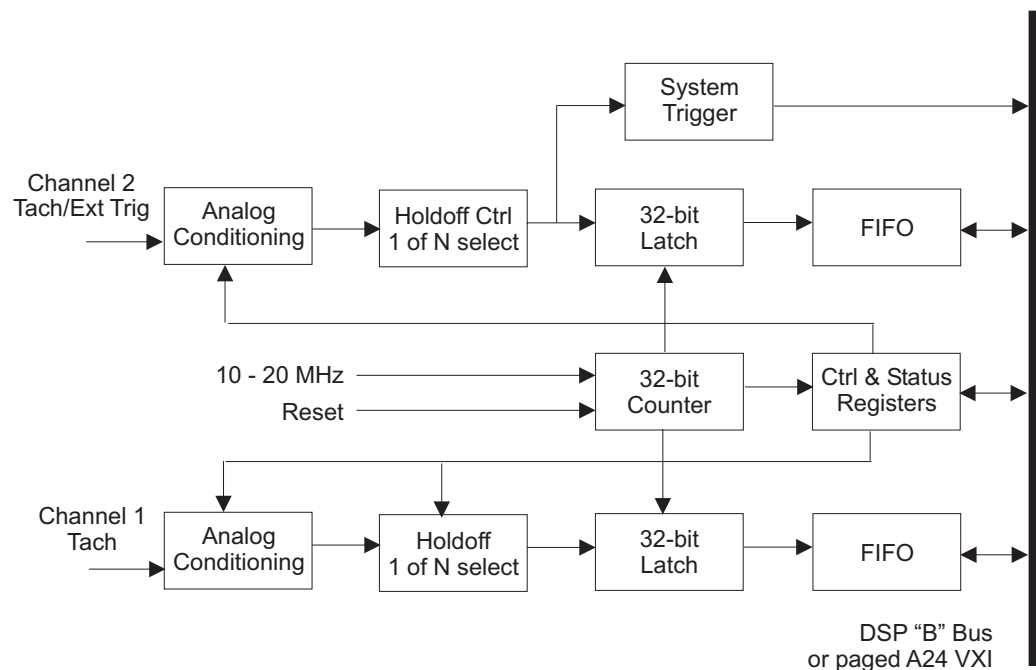 System
Trigger
Channel 2
Tach/Ext Trig
Analog
Conditioning
Holdoff Ctrl
1 of N select
32-bit
Latch
FIFO
10 - 20 MHz
Reset
32-bit
Counter
Ctrl & Status
Registers
Channel 1
Tach
Analog
Conditioning
Holdoff
1 of N select
32-bit
Latch
FIFO
DSP “B” Bus
or paged A24 VXI